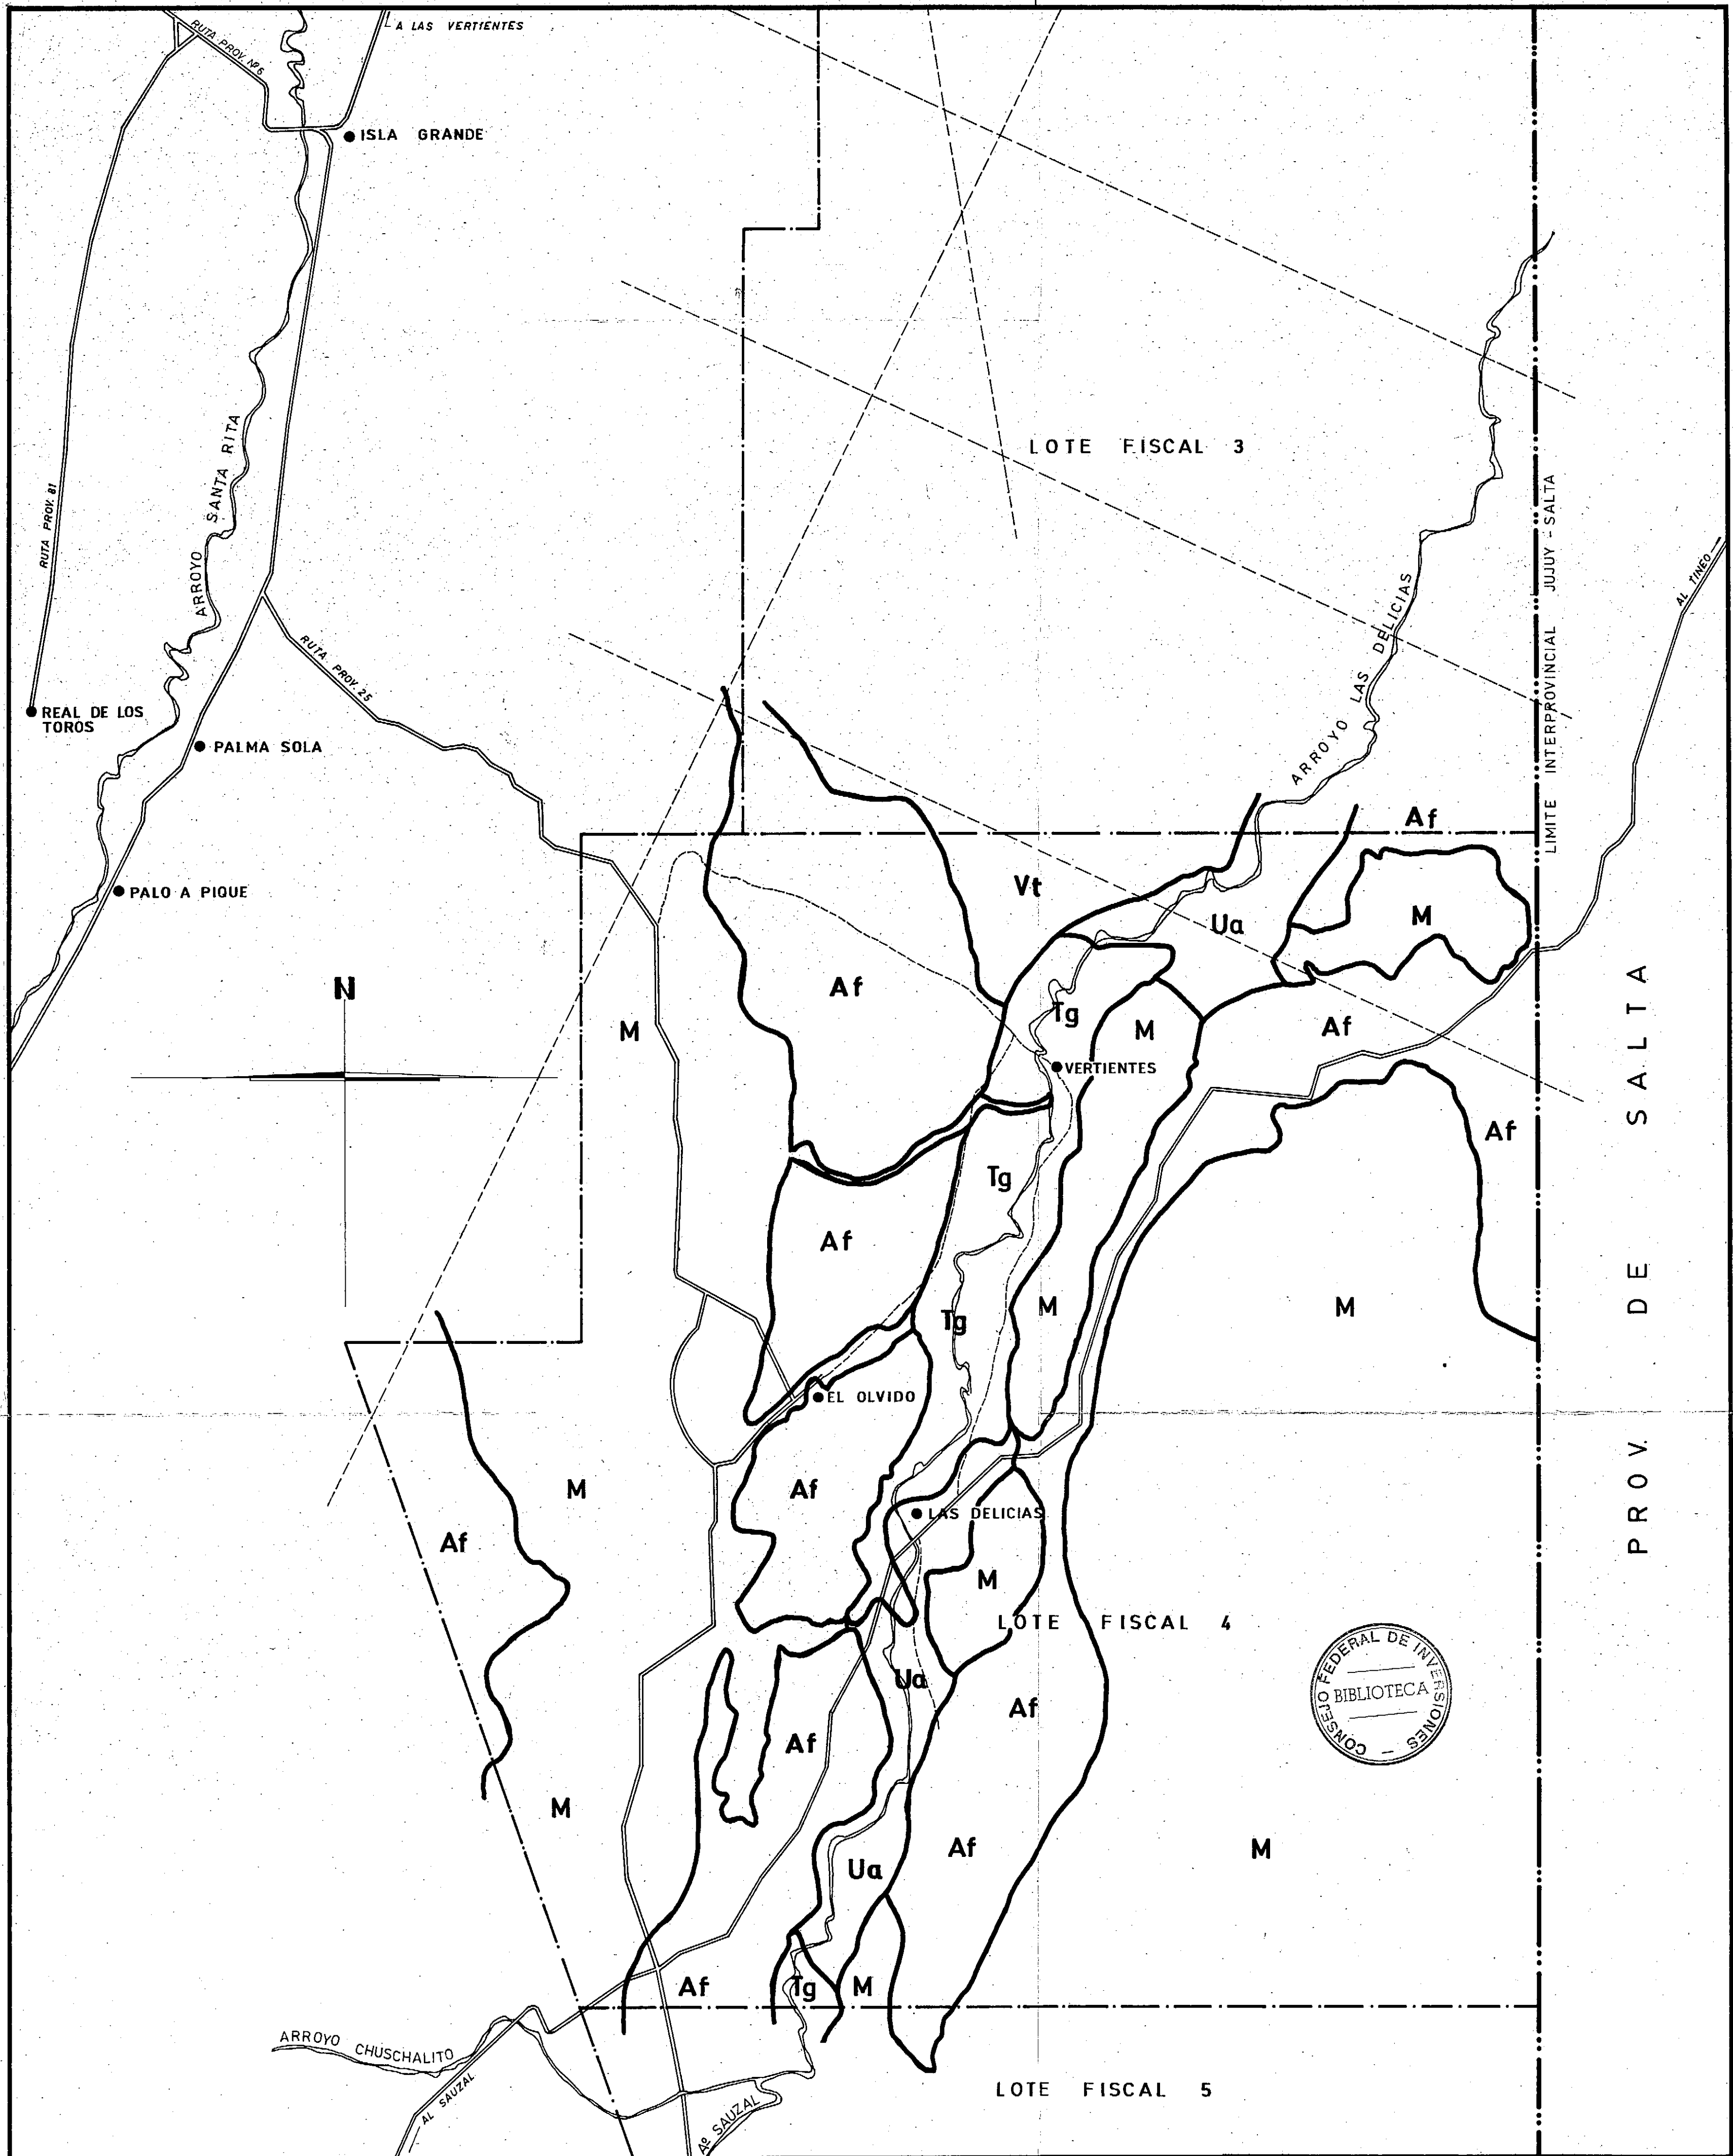 A LAS VERTIENTES
RUTA PROV. Nº 6
ISLA GRANDE
LOTE FISCAL 3
ARROYO SANTA RITA
RUTA PROV. 81
LIMITE INTERPROVINCIAL JUJUY - SALTA
AL TINEO
ARROYO LAS DELICIAS
RUTA PROV. 25
REAL DE LOS
TOROS
PALMA SOLA
Af
PALO A PIQUE
Vt
M
Ua
N
Af
Tg
M
M
Af
VERTIENTES
PROV. DE SALTA
Af
Tg
Af
M
M
Tg
EL OLVIDO
M
Af
LAS DELICIAS
Af
M
LOTE FISCAL 4
CONSEJO FEDERAL DE INVERSIONES
BIBLIOTECA
Ua
Af
Af
M
Af
M
Ua
Af
Tg
M
ARROYO CHUSCHALITO
AL SAUZAL
Aº SAUZAL
LOTE FISCAL 5